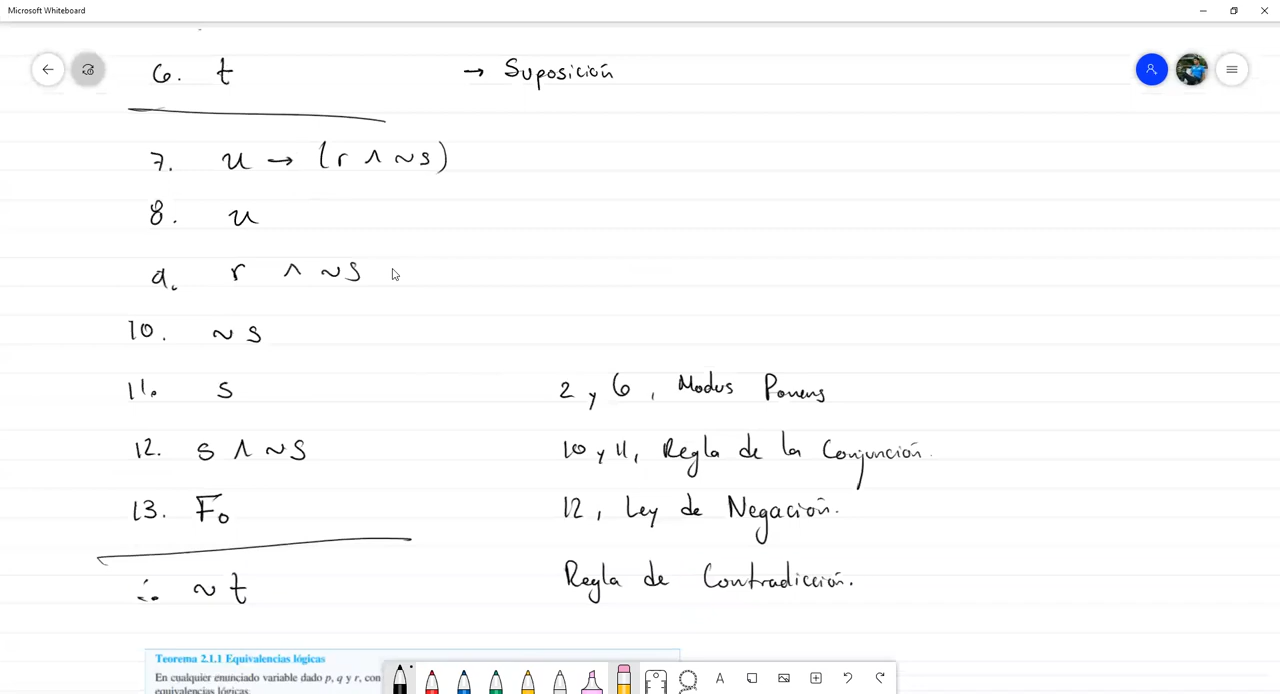 Microsoft Whiteboard
6. t → Suposición
7. u → (r ∧ ~s)
8. u
9. r ∧ ~s
10. ~s
11. s 2 y 6, Modus Ponens
12. s ∧ ~s 10 y 11, Regla de la Conjunción.
13. F₀ 12, Ley de Negación.
∴ ~t Regla de Contradicción.
Teorema 2.1.1 Equivalencias lógicas
En cualquier enunciado variable dado p, q y r, con
equivalencias lógicas.
A